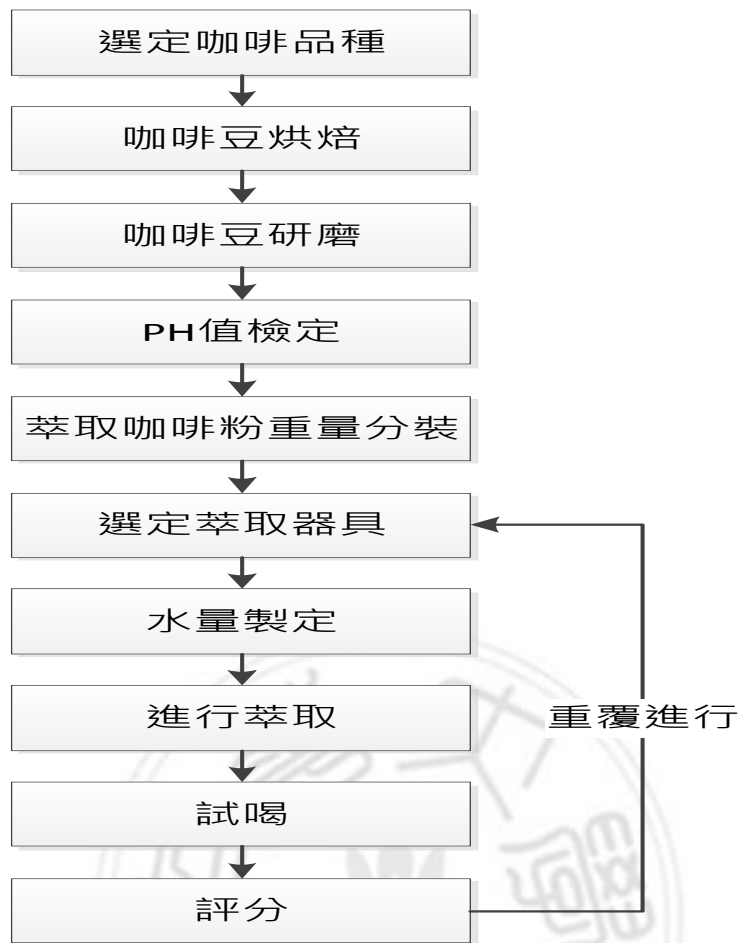 選定咖啡品種
咖啡豆烘焙
咖啡豆研磨
PH值檢定
萃取咖啡粉重量分裝
選定萃取器具
水量製定
進行萃取
重覆進行
試喝
評分